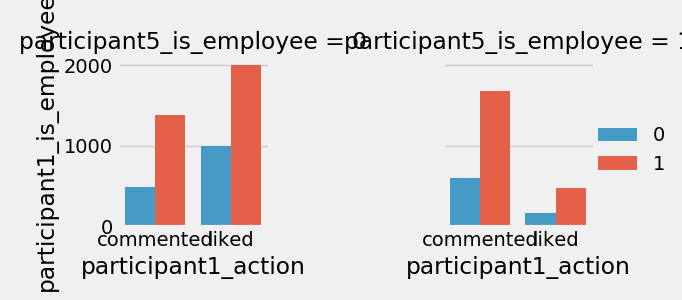 participant5_is_employee = 0
participant5_is_employee = 1
participant1_is_employee
2000
1000
0
commented
liked
commented
liked
participant1_action
participant1_action
0
1